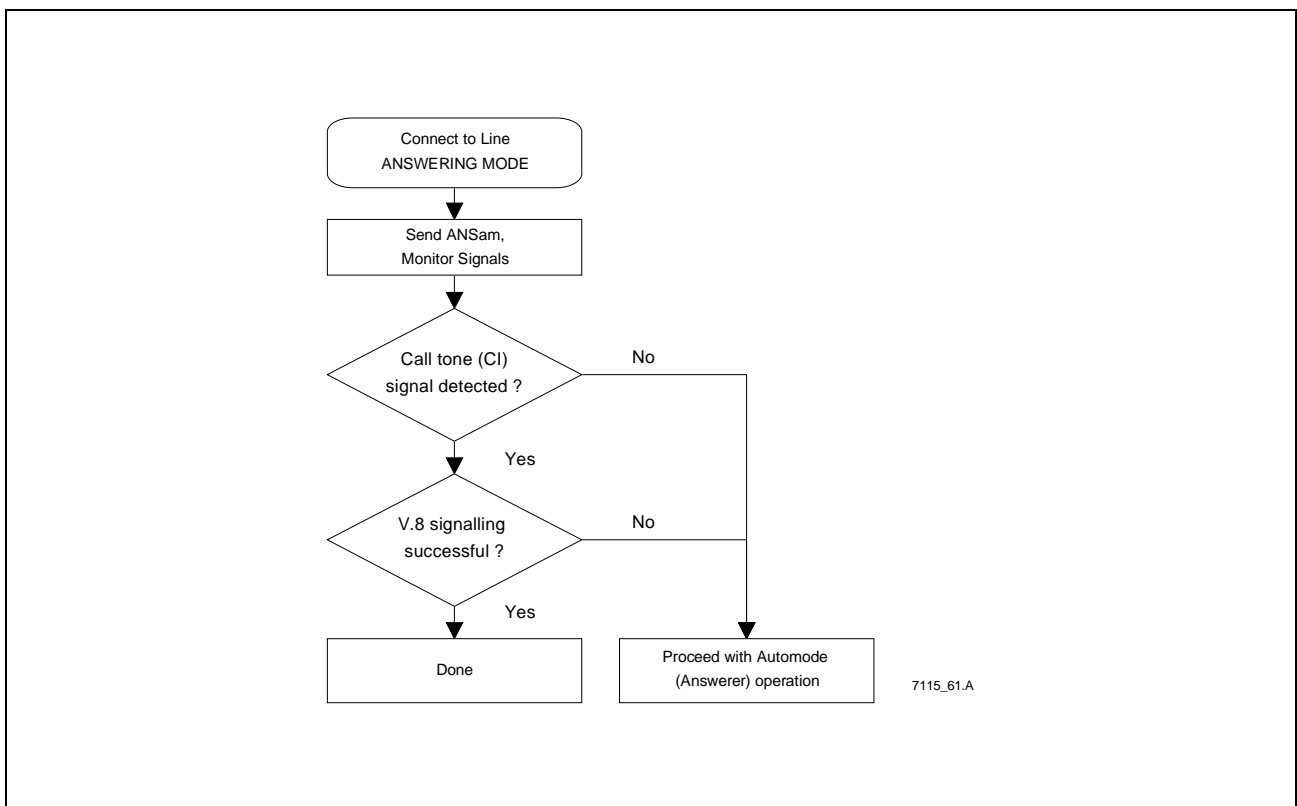 Connect to Line
ANSWERING MODE
Send ANSam,
Monitor Signals
Call tone (CI)
signal detected ?
No
Yes
V.8 signalling
successful ?
No
Yes
Done
Proceed with Automode
(Answerer) operation
7115_61.A